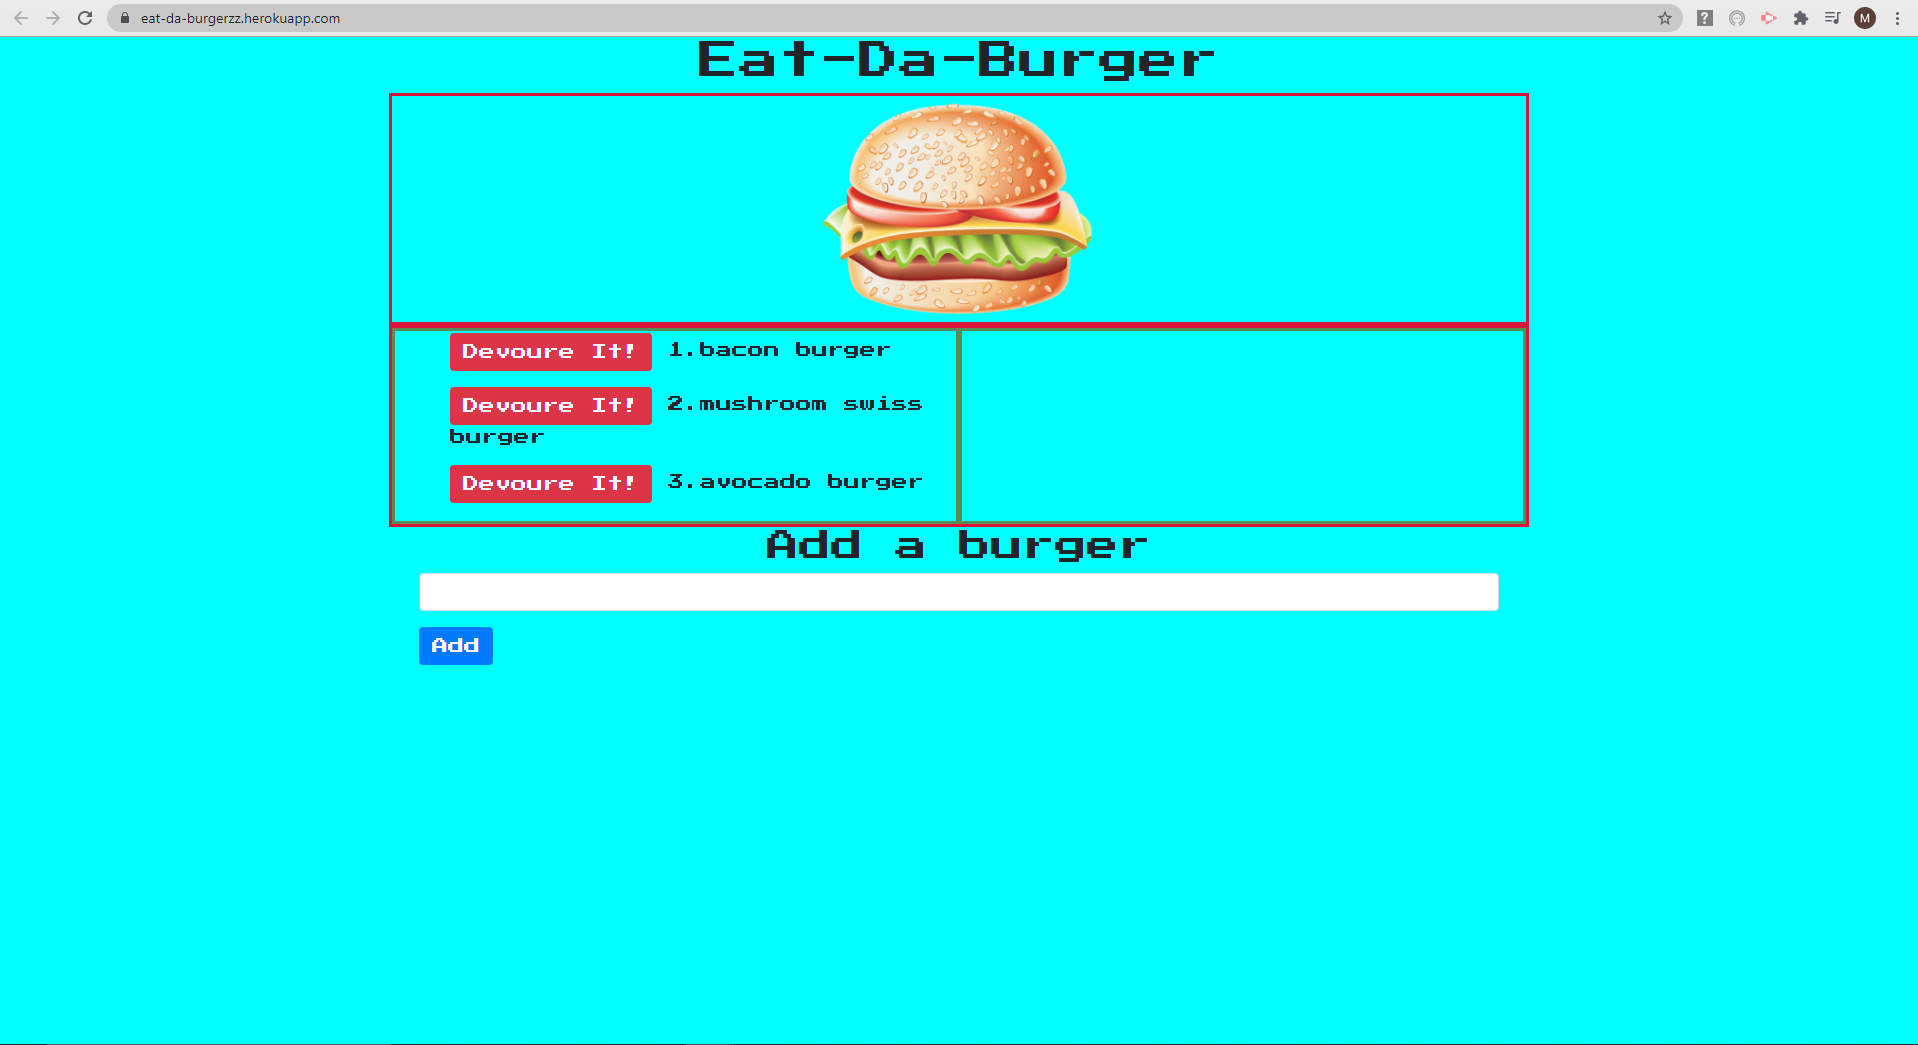 eat-da-burgerzz.herokuapp.com
M
Eat-Da-Burger
Devoure It! 1.bacon burger
Devoure It! 2.mushroom swiss
burger
Devoure It! 3.avocado burger
Add a burger
Add